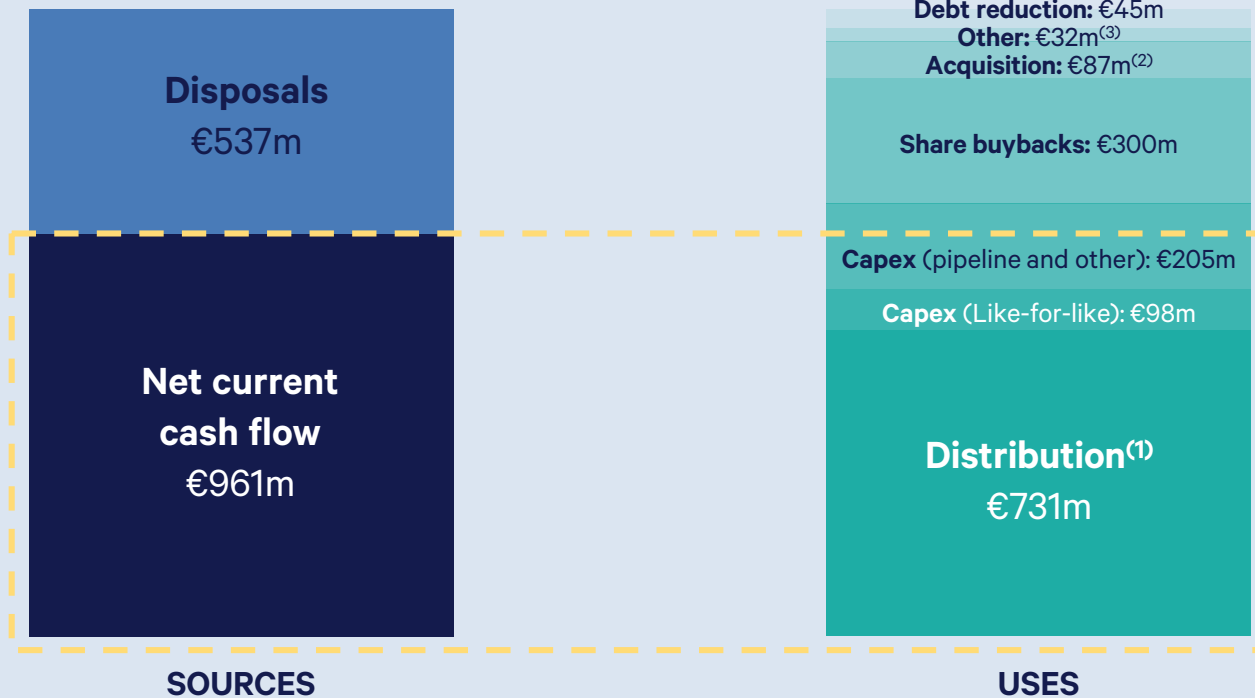 Disposals
€537m
Net current
cash flow
€961m
SOURCES
Debt reduction: €45m
Other: €32m(3)
Acquisition: €87m(2)
Share buybacks: €300m
Capex (pipeline and other): €205m
Capex (Like-for-like): €98m
Distribution(1)
€731m
USES